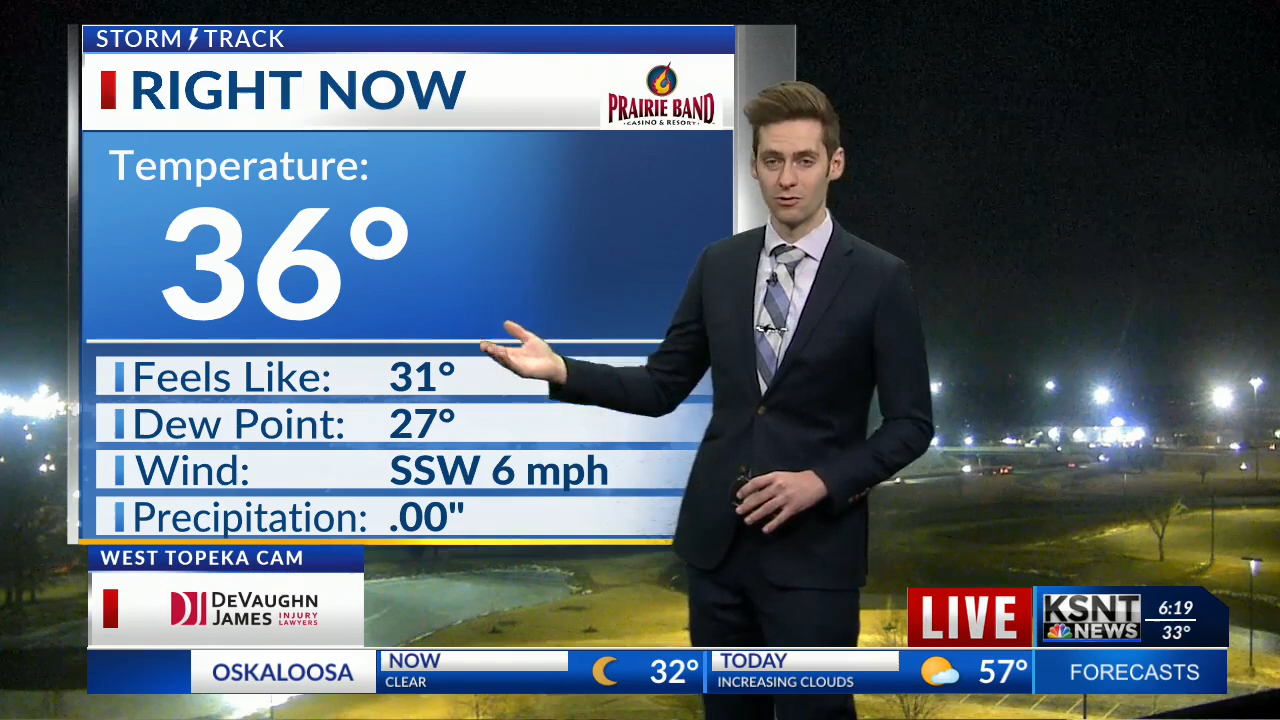 STORM TRACK
RIGHT NOW
PRAIRIE BAND
CASINO & RESORT
Temperature:
36°
Feels Like: 31°
Dew Point: 27°
Wind: SSW 6 mph
Precipitation: .00"
WEST TOPEKA CAM
DEVAUGHN
JAMES INJURY LAWYERS
LIVE
KSNT
NEWS
6:19
33°
OSKALOOSA
NOW
CLEAR
32°
TODAY
INCREASING CLOUDS
57°
FORECASTS